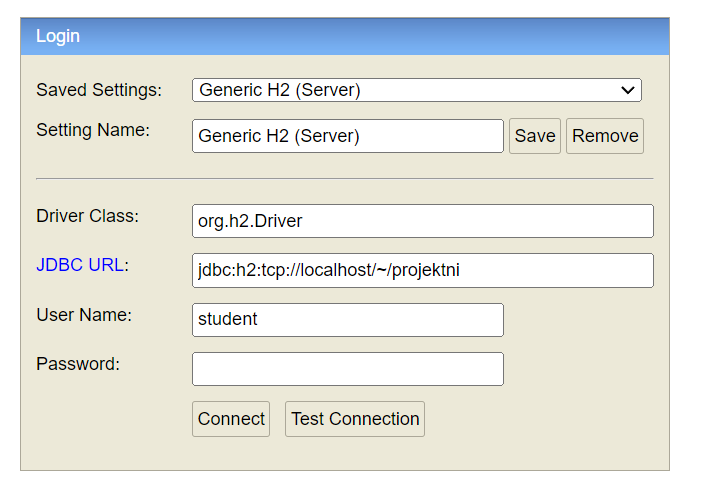 Login
Saved Settings: Generic H2 (Server)
Setting Name: Generic H2 (Server) Save Remove
Driver Class: org.h2.Driver
JDBC URL: jdbc:h2:tcp://localhost/~/projektni
User Name: student
Password:
Connect Test Connection